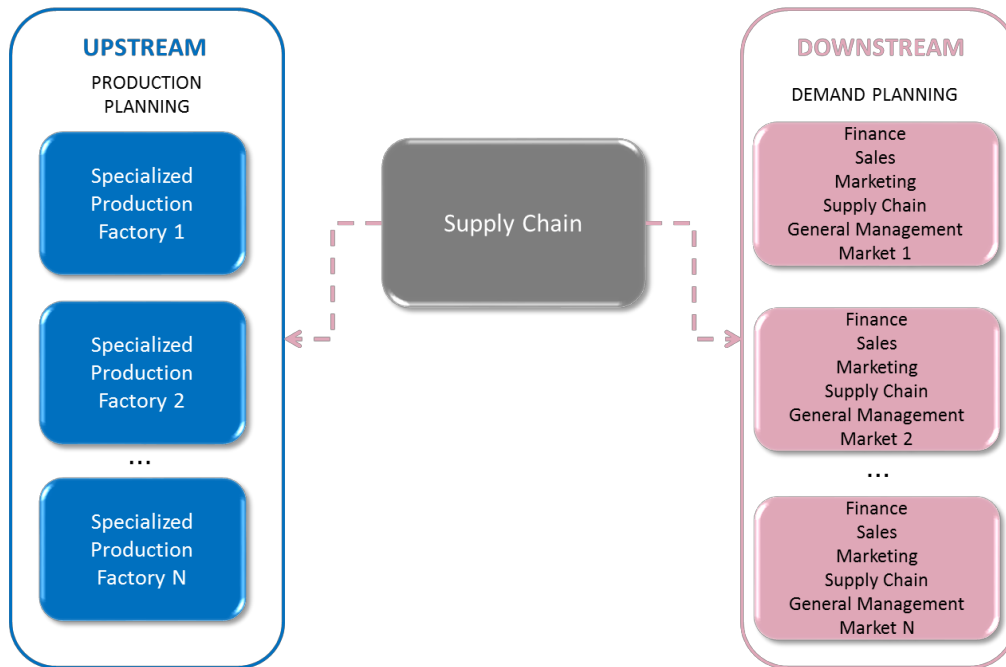 UPSTREAM
PRODUCTION
PLANNING
Specialized
Production
Factory 1
Specialized
Production
Factory 2
...
Specialized
Production
Factory N
Supply Chain
DOWNSTREAM
DEMAND PLANNING
Finance
Sales
Marketing
Supply Chain
General Management
Market 1
Finance
Sales
Marketing
Supply Chain
General Management
Market 2
...
Finance
Sales
Marketing
Supply Chain
General Management
Market N